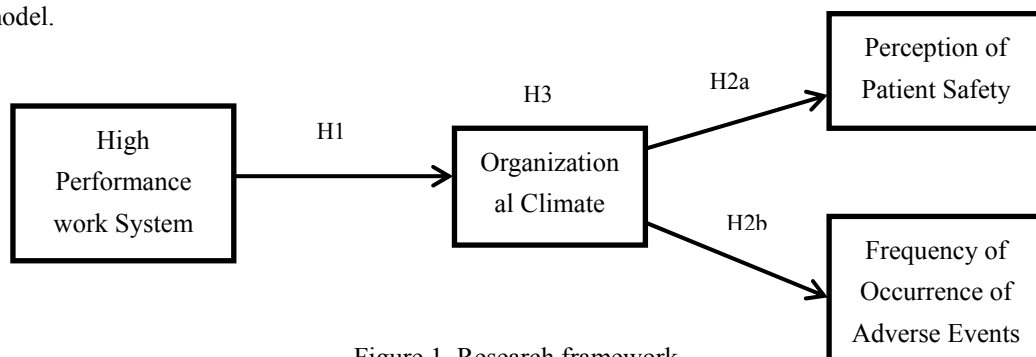 model.
High
Performance
work System
H1
H3
Organization
al Climate
H2a
Perception of
Patient Safety
H2b
Frequency of
Occurrence of
Adverse Events
Figure 1. Research framework